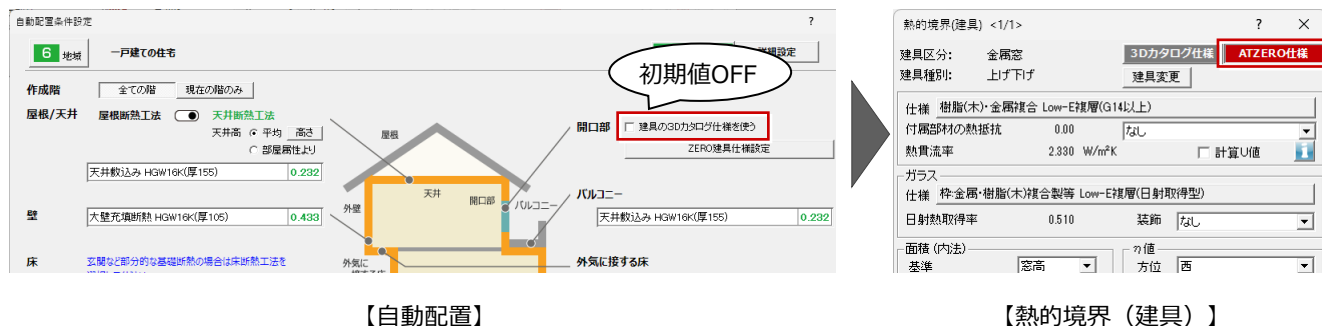 自動配置条件設定 ?
6 地域 一戸建ての住宅
作成階 全ての階 現在の階のみ
屋根/天井 屋根断熱工法 天井断熱工法
天井高 平均 高さ
部屋属性より
天井敷込み HGW16K(厚155) 0.232
壁 大壁充填断熱 HGW16K(厚105) 0.433
床 玄関など部分的な基礎断熱の場合は床断熱工法を
屋根
天井
開口部
バルコニー
外壁
外気に
設定
初期値OFF
開口部 建具の3Dカタログ仕様を使う
ZERO建具仕様設定
バルコニー
天井敷込み HGW16K(厚155) 0.232
外気に接する床
【自動配置】
熱的境界(建具) <1/1> ? ×
建具区分: 金属窓 3Dカタログ仕様 ATZERO仕様
建具種別: 上げ下げ 建具変更
仕様 樹脂(木)・金属複合 Low-E複層(G14以上)
付属部材の熱抵抗 0.00 なし
熱貫流率 2.330 W/m²K 計算U値 i
ガラス
仕様 枠:金属・樹脂(木)複合製等 Low-E複層(日射取得型)
日射熱取得率 0.510 装飾 なし
面積(内法) η値
基準 窓高 方位 西
【熱的境界（建具）】